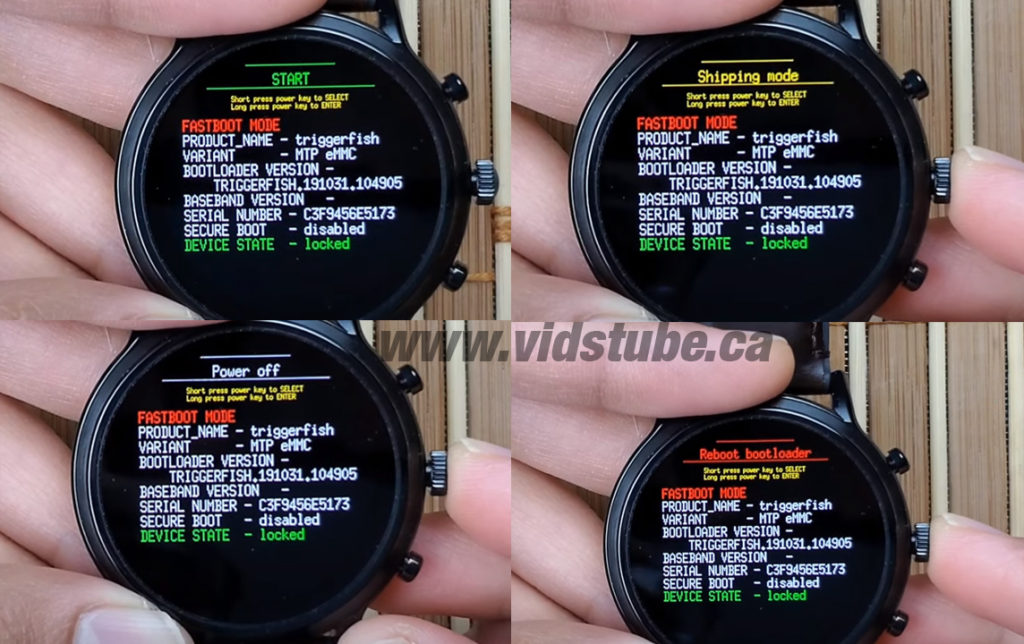 START
Short press power key to SELECT
Long press power key to ENTER
FASTBOOT MODE
PRODUCT_NAME - triggerfish
VARIANT - MTP eMMC
BOOTLOADER VERSION -
TRIGGERFISH.191031.104905
BASEBAND VERSION -
SERIAL NUMBER - C3F9456E5173
SECURE BOOT - disabled
DEVICE STATE - locked
Shipping mode
Short press power key to SELECT
Long press power key to ENTER
FASTBOOT MODE
PRODUCT_NAME - triggerfish
VARIANT - MTP eMMC
BOOTLOADER VERSION -
TRIGGERFISH.191031.104905
BASEBAND VERSION -
SERIAL NUMBER - C3F9456E5173
SECURE BOOT - disabled
DEVICE STATE - locked
www.vidstube.ca
Power off
Short press power key to SELECT
Long press power key to ENTER
FASTBOOT MODE
PRODUCT_NAME - triggerfish
VARIANT - MTP eMMC
BOOTLOADER VERSION -
TRIGGERFISH.191031.104905
BASEBAND VERSION -
SERIAL NUMBER - C3F9456E5173
SECURE BOOT - disabled
DEVICE STATE - locked
Reboot bootloader
Short press power key to SELECT
Long press power key to ENTER
FASTBOOT MODE
PRODUCT_NAME - triggerfish
VARIANT - MTP eMMC
BOOTLOADER VERSION -
TRIGGERFISH.191031.104905
BASEBAND VERSION -
SERIAL NUMBER - C3F9456E5173
SECURE BOOT - disabled
DEVICE STATE - locked